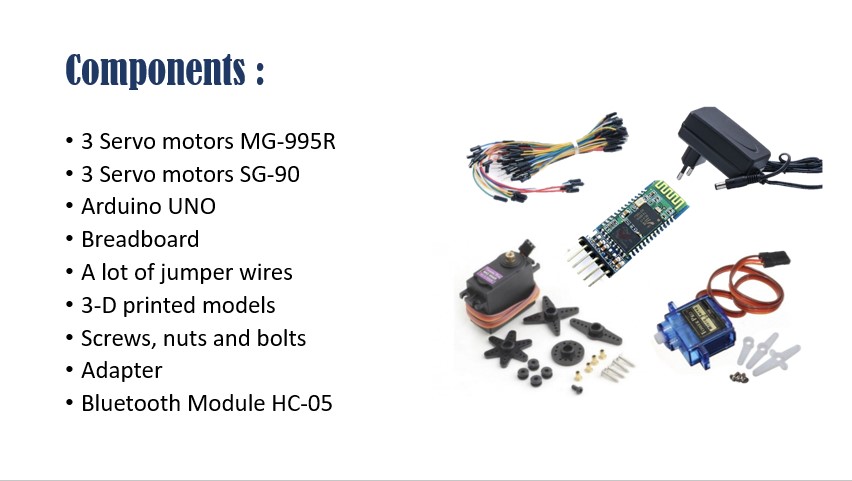 Components :
• 3 Servo motors MG-995R
• 3 Servo motors SG-90
• Arduino UNO
• Breadboard
• A lot of jumper wires
• 3-D printed models
• Screws, nuts and bolts
• Adapter
• Bluetooth Module HC-05